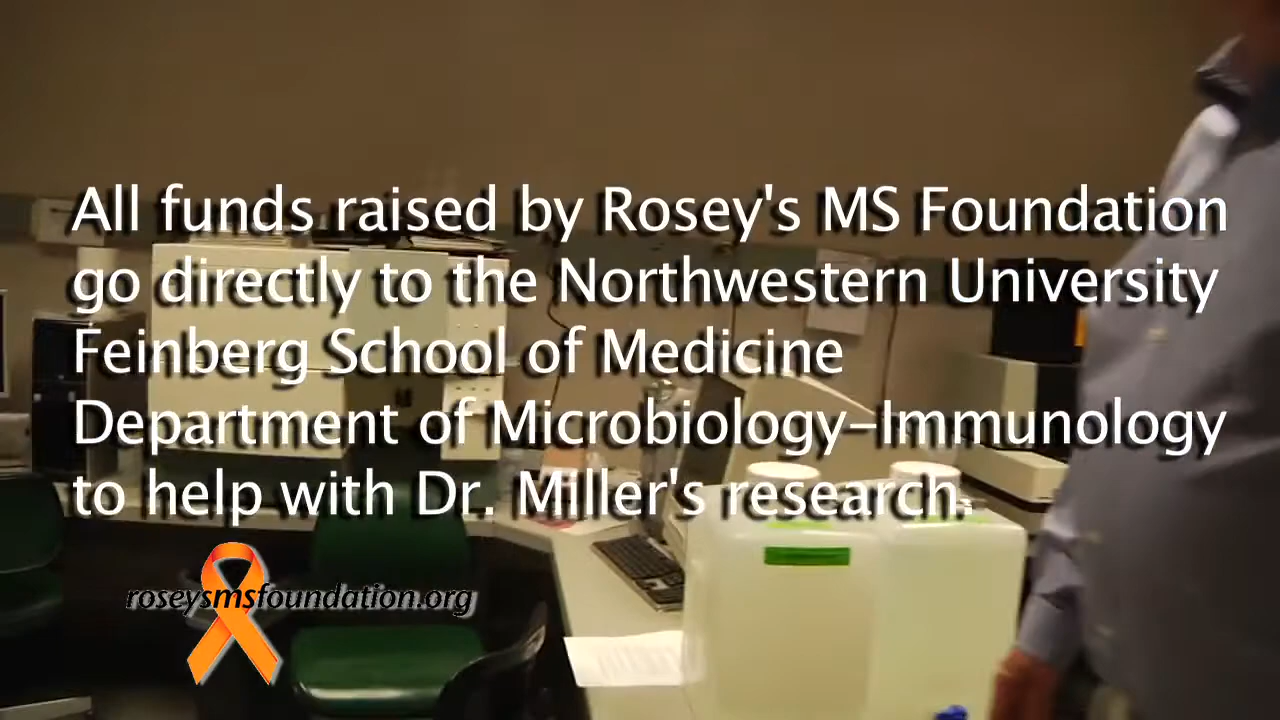 All funds raised by Rosey's MS Foundation
go directly to the Northwestern University
Feinberg School of Medicine
Department of Microbiology–Immunology
to help with Dr. Miller's research.
roseysmsfoundation.org